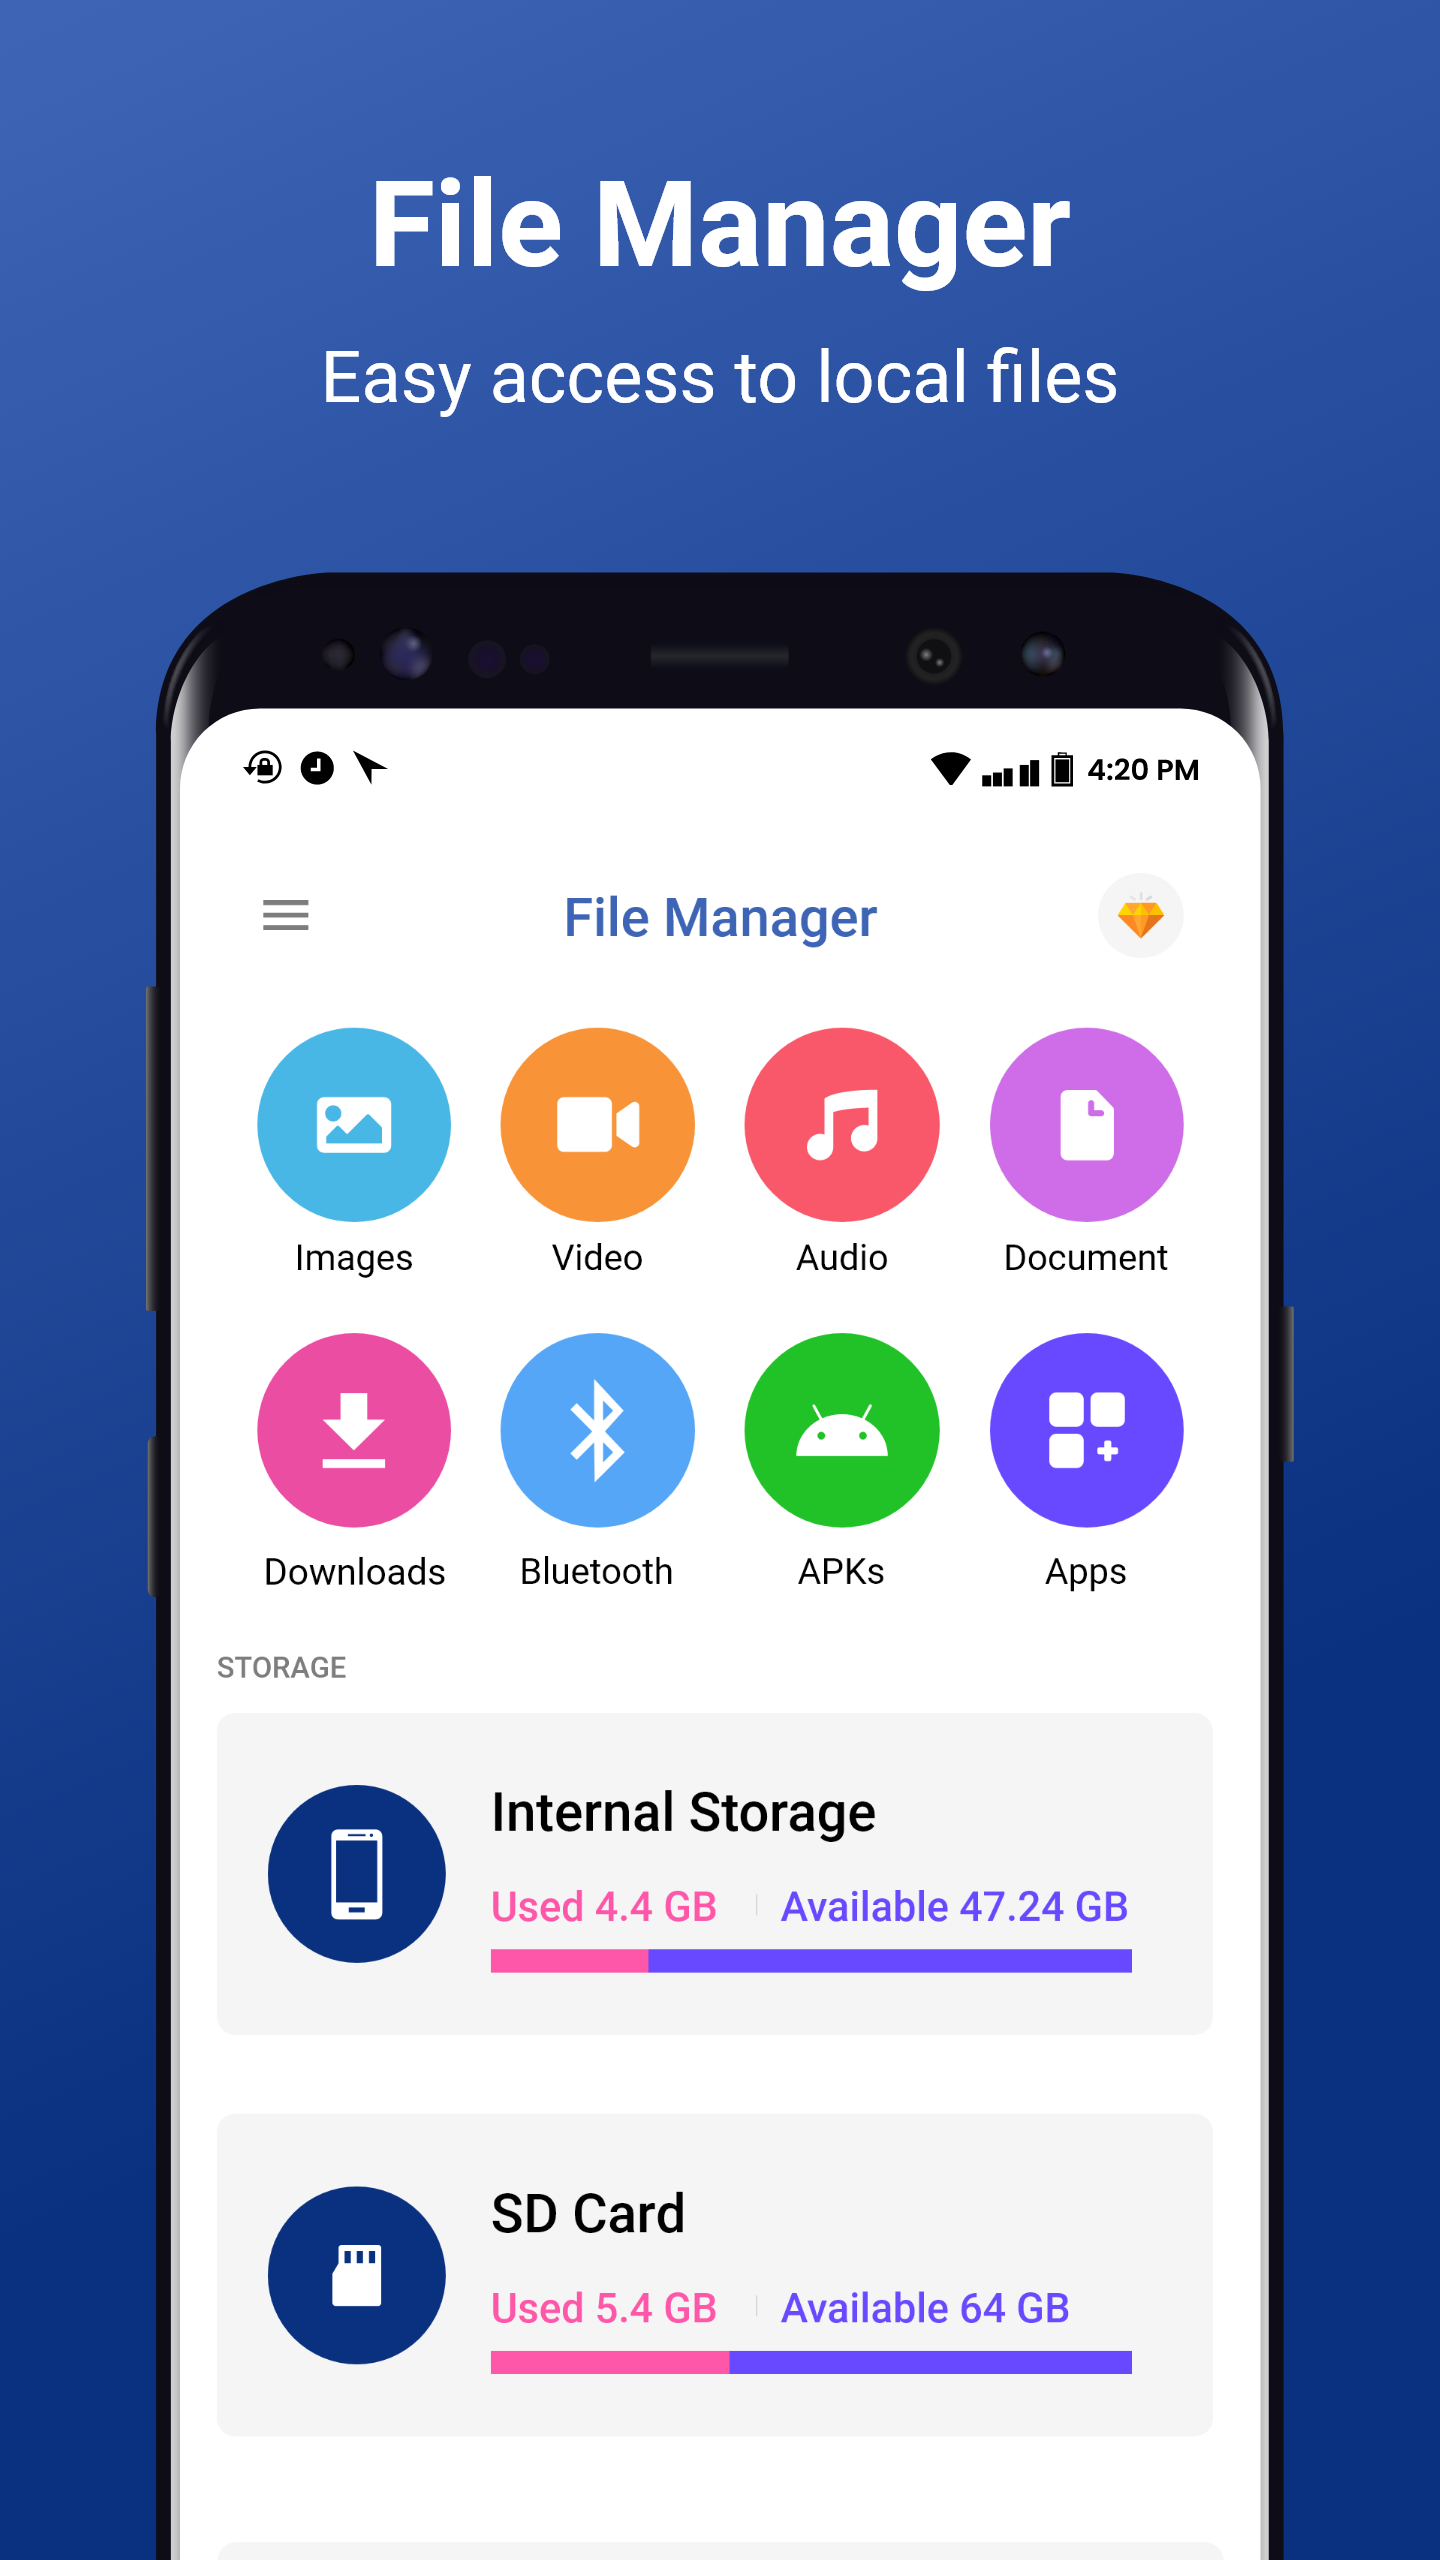 File Manager
Easy access to local files
4:20 PM
File Manager
Images Video Audio Document
Downloads Bluetooth APKs Apps
STORAGE
Internal Storage
Used 4.4 GB Available 47.24 GB
SD Card
Used 5.4 GB Available 64 GB